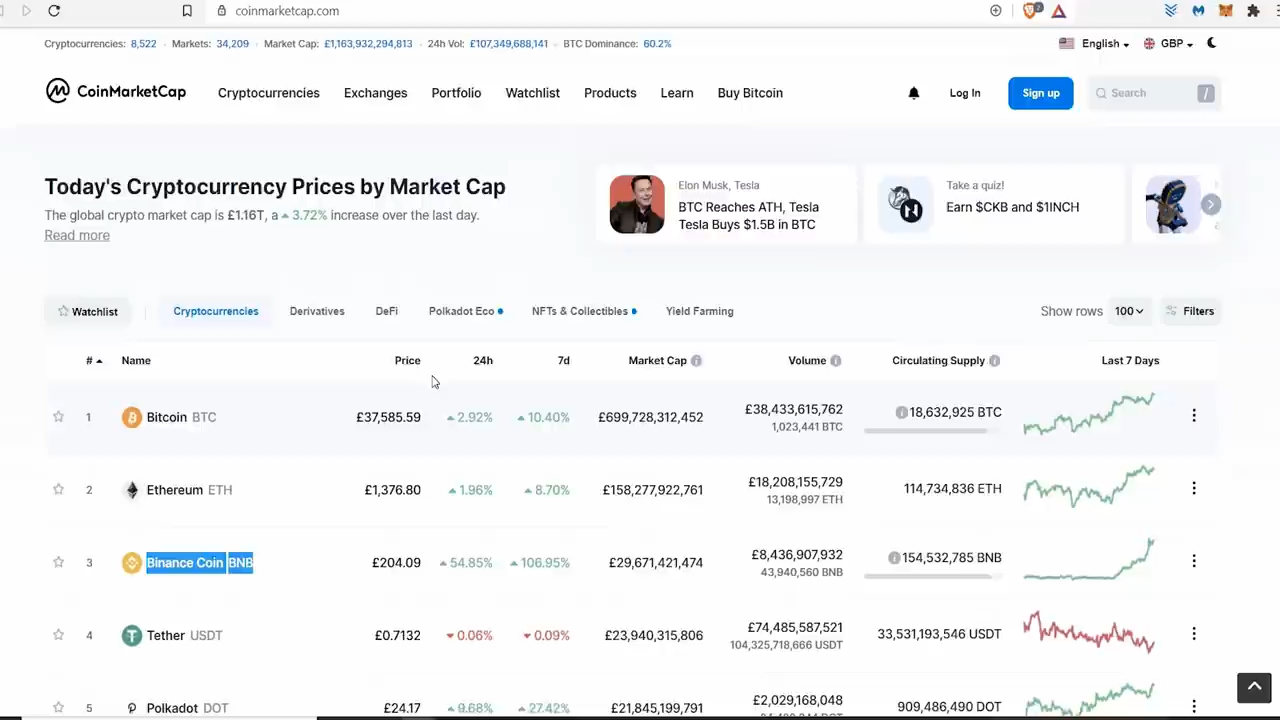 coinmarketcap.com
2
Cryptocurrencies: 8,522 Markets: 34,209 Market Cap: £1,163,932,294,813 24h Vol: £107,349,688,141 BTC Dominance: 60.2% English GBP
CoinMarketCap Cryptocurrencies Exchanges Portfolio Watchlist Products Learn Buy Bitcoin Log In Sign up Search /
Today's Cryptocurrency Prices by Market Cap
The global crypto market cap is £1.16T, a 3.72% increase over the last day.
Read more
Elon Musk, Tesla
BTC Reaches ATH, Tesla
Tesla Buys $1.5B in BTC
Take a quiz!
Earn $CKB and $1INCH
Watchlist Cryptocurrencies Derivatives DeFi Polkadot Eco NFTs & Collectibles Yield Farming Show rows 100 Filters
# Name Price 24h 7d Market Cap Volume Circulating Supply Last 7 Days
1 Bitcoin BTC £37,585.59 2.92% 10.40% £699,728,312,452 £38,433,615,762 18,632,925 BTC
1,023,441 BTC
2 Ethereum ETH £1,376.80 1.96% 8.70% £158,277,922,761 £18,208,155,729 114,734,836 ETH
13,198,997 ETH
3 Binance Coin BNB £204.09 54.85% 106.95% £29,671,421,474 £8,436,907,932 154,532,785 BNB
43,940,560 BNB
4 Tether USDT £0.7132 0.06% 0.09% £23,940,315,806 £74,485,587,521 33,531,193,546 USDT
104,325,718,666 USDT
5 Polkadot DOT £24.17 9.68% 27.42% £21,845,199,791 £2,029,168,048 909,486,490 DOT